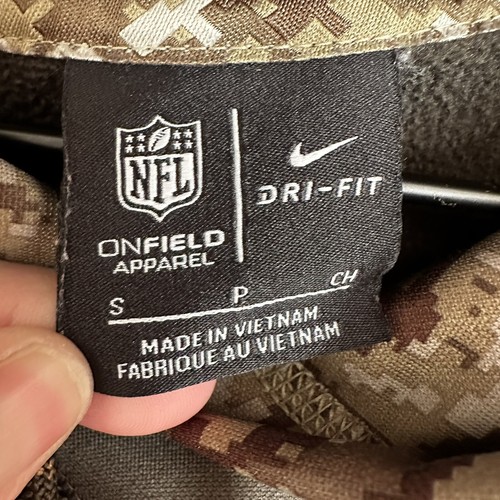 NFL
ONFIELD
APPAREL
DRI-FIT
S P CH
MADE IN VIETNAM
FABRIQUE AU VIETNAM